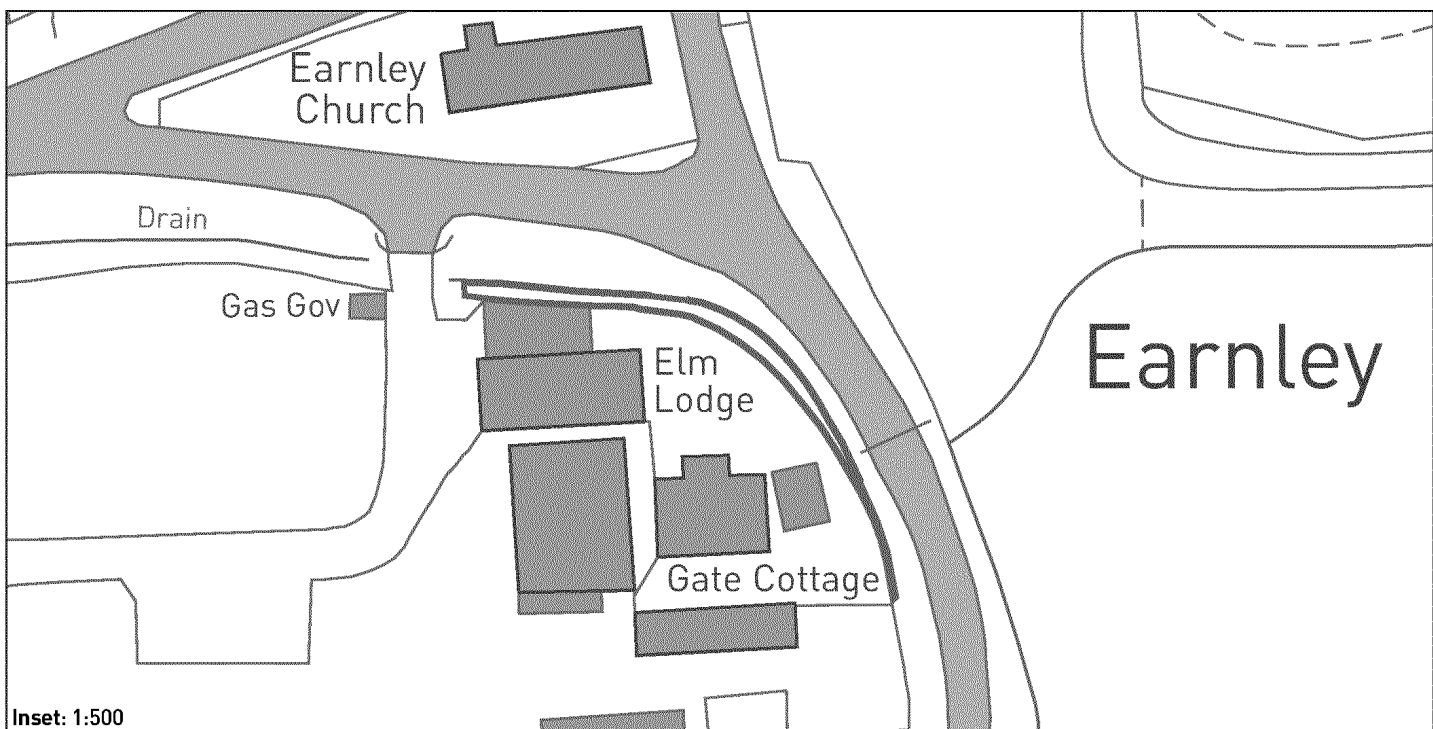 Earnley
Church
Drain
Gas Gov
Elm
Lodge
Earnley
Gate Cottage
Inset: 1:500